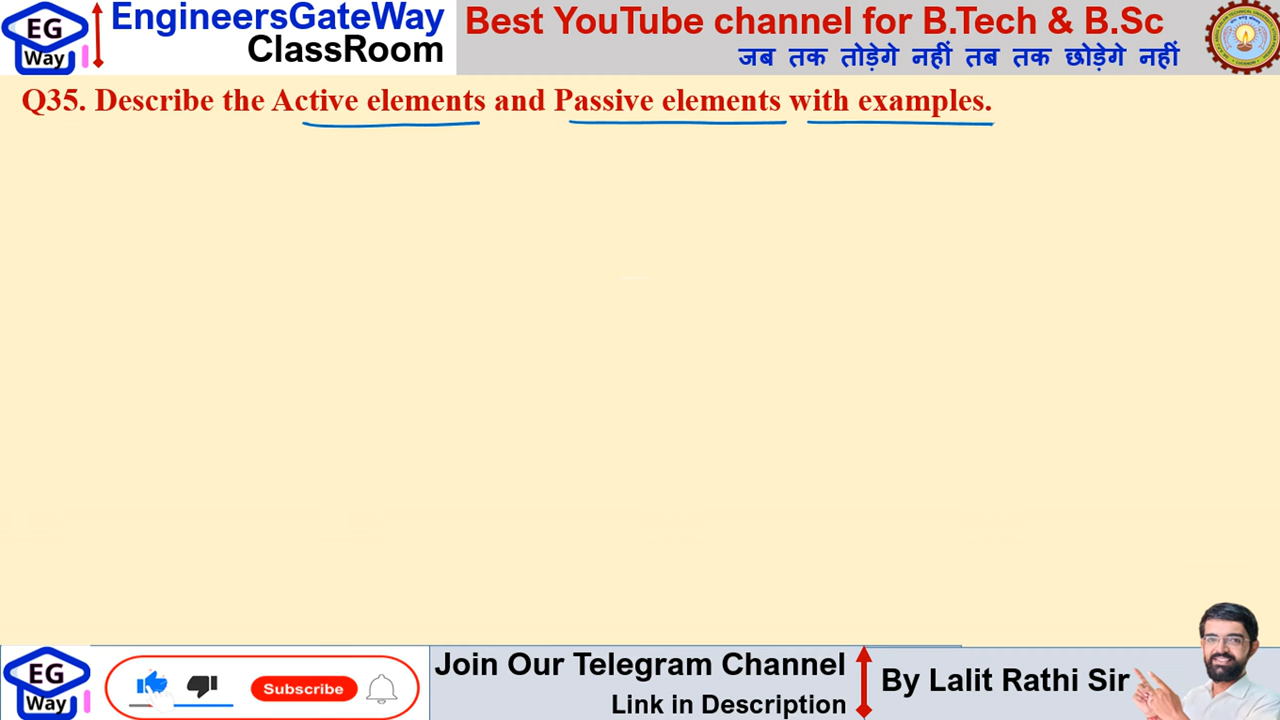 EG
Way
EngineersGateWay
ClassRoom
Best YouTube channel for B.Tech & B.Sc
जब तक तोड़ेगे नहीं तब तक छोड़ेगे नहीं
Q35. Describe the Active elements and Passive elements with examples.
EG
Way
Subscribe
Join Our Telegram Channel
Link in Description
By Lalit Rathi Sir